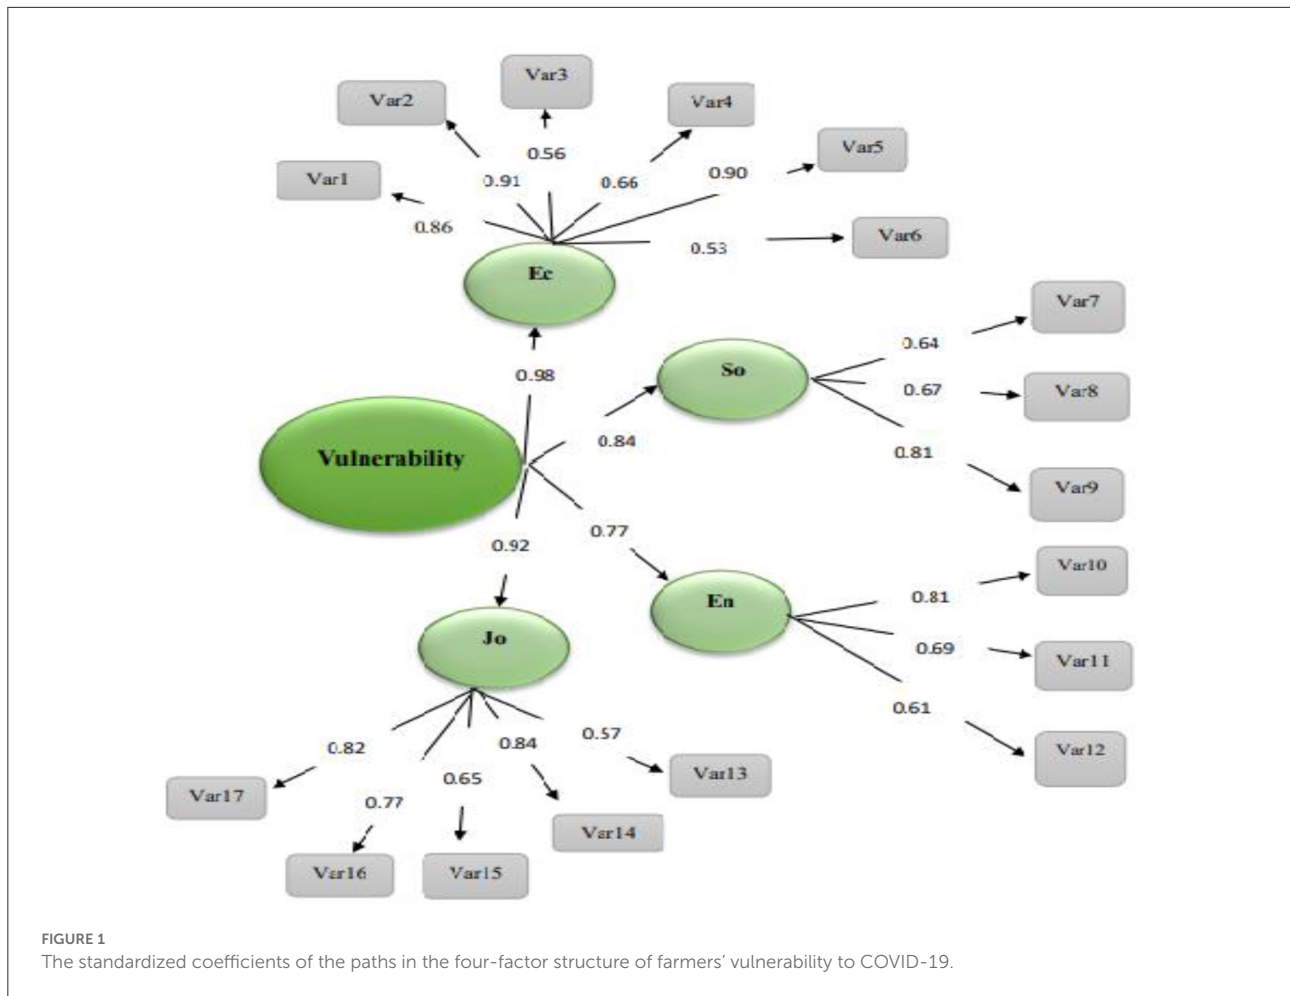 Var3
Var2
Var4
Var5
0.56
0.90
Var1
0.91
0.66
0.86
Var6
0.53
Ec
Var7
0.64
So
0.98
0.67
Var8
0.84
0.81
Vulnerability
Var9
0.77
0.92
Var10
0.81
En
Jo
0.69
Var11
0.61
0.57
0.84
0.82
Var12
0.65
Var13
Var17
0.77
Var14
Var16
Var15
FIGURE 1
The standardized coefficients of the paths in the four-factor structure of farmers’ vulnerability to COVID-19.